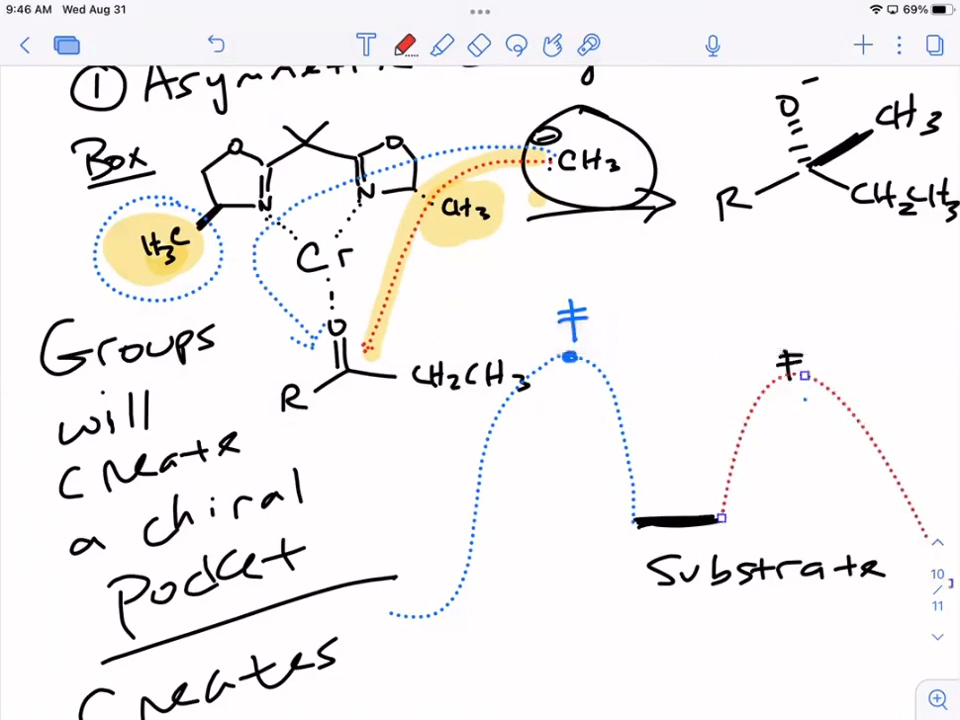 9:46 AM Wed Aug 31
69%
T
① Asymmetric
Box
O
N
O
N
H₃C
CH₃
Cr
O
R
CH₂CH₃
:CH₃
O⁻
CH₃
R
CH₂CH₃
Groups
will
create
a chiral
pocket
creates
‡
‡
Substrate
10
/
11